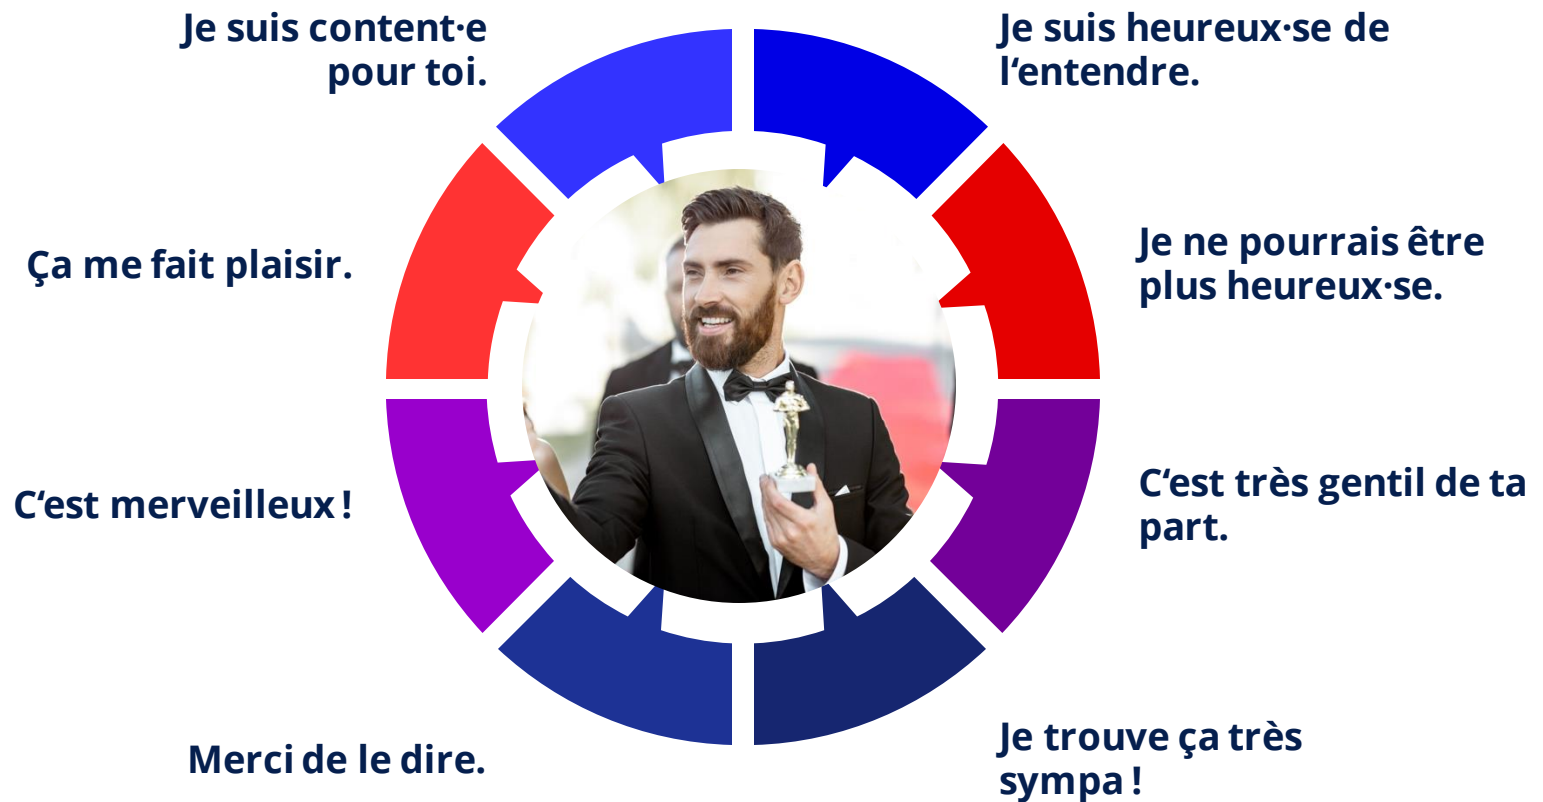 Je suis content·e
pour toi.
Je suis heureux·se de
l‘entendre.
Ça me fait plaisir.
Je ne pourrais être
plus heureux·se.
C‘est merveilleux !
C‘est très gentil de ta
part.
Merci de le dire.
Je trouve ça très
sympa !